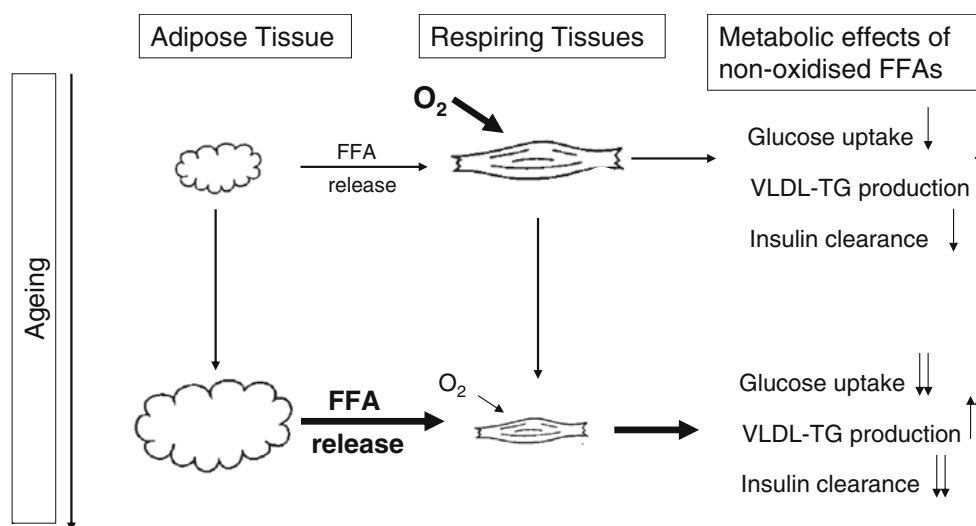 Adipose Tissue
Respiring Tissues
Metabolic effects of
non-oxidised FFAs
Ageing
O₂
FFA
release
Glucose uptake
VLDL-TG production
Insulin clearance
FFA
release
O₂
Glucose uptake
VLDL-TG production
Insulin clearance